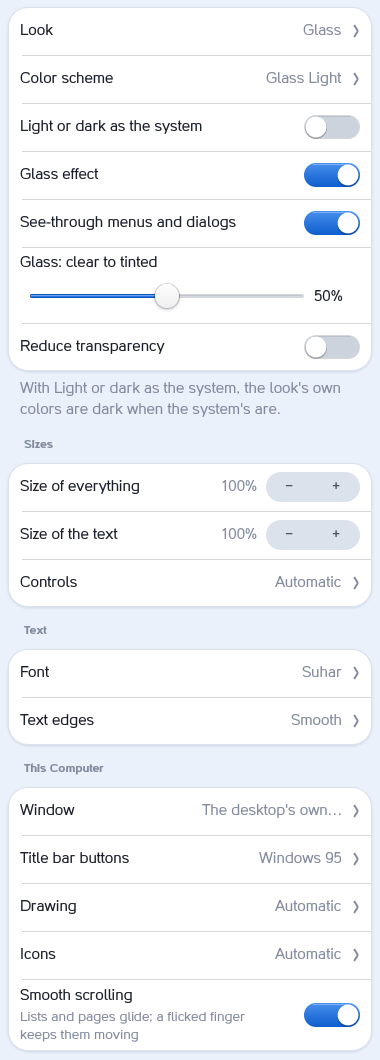 Look Glass
Color scheme Glass Light
Light or dark as the system
Glass effect
See-through menus and dialogs
Glass: clear to tinted
50%
Reduce transparency
With Light or dark as the system, the look's own
colors are dark when the system's are.
Sizes
Size of everything 100% − +
Size of the text 100% − +
Controls Automatic
Text
Font Suhar
Text edges Smooth
This Computer
Window The desktop's own…
Title bar buttons Windows 95
Drawing Automatic
Icons Automatic
Smooth scrolling
Lists and pages glide; a flicked finger
keeps them moving